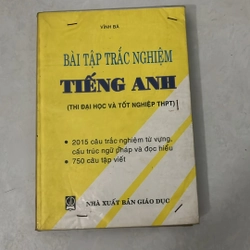 VĨNH BÁ
BÀI TẬP TRẮC NGHIỆM
TIẾNG ANH
(THI ĐẠI HỌC VÀ TỐT NGHIỆP THPT)
• 2015 câu trắc nghiệm từ vựng,
cấu trúc ngữ pháp và đọc hiểu
• 750 câu tập viết
NHÀ XUẤT BẢN GIÁO DỤC